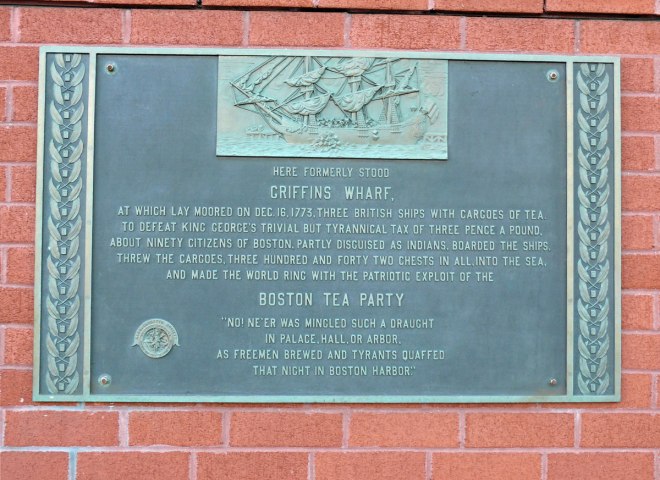 HERE FORMERLY STOOD
GRIFFINS WHARF,
AT WHICH LAY MOORED ON DEC. 16, 1773, THREE BRITISH SHIPS WITH CARGOES OF TEA.
TO DEFEAT KING GEORGE'S TRIVIAL BUT TYRANNICAL TAX OF THREE PENCE A POUND,
ABOUT NINETY CITIZENS OF BOSTON, PARTLY DISGUISED AS INDIANS, BOARDED THE SHIPS,
THREW THE CARGOES, THREE HUNDRED AND FORTY TWO CHESTS IN ALL, INTO THE SEA,
AND MADE THE WORLD RING WITH THE PATRIOTIC EXPLOIT OF THE
BOSTON TEA PARTY
"NO! NE'ER WAS MINGLED SUCH A DRAUGHT
IN PALACE, HALL, OR ARBOR,
AS FREEMEN BREWED AND TYRANTS QUAFFED
THAT NIGHT IN BOSTON HARBOR."